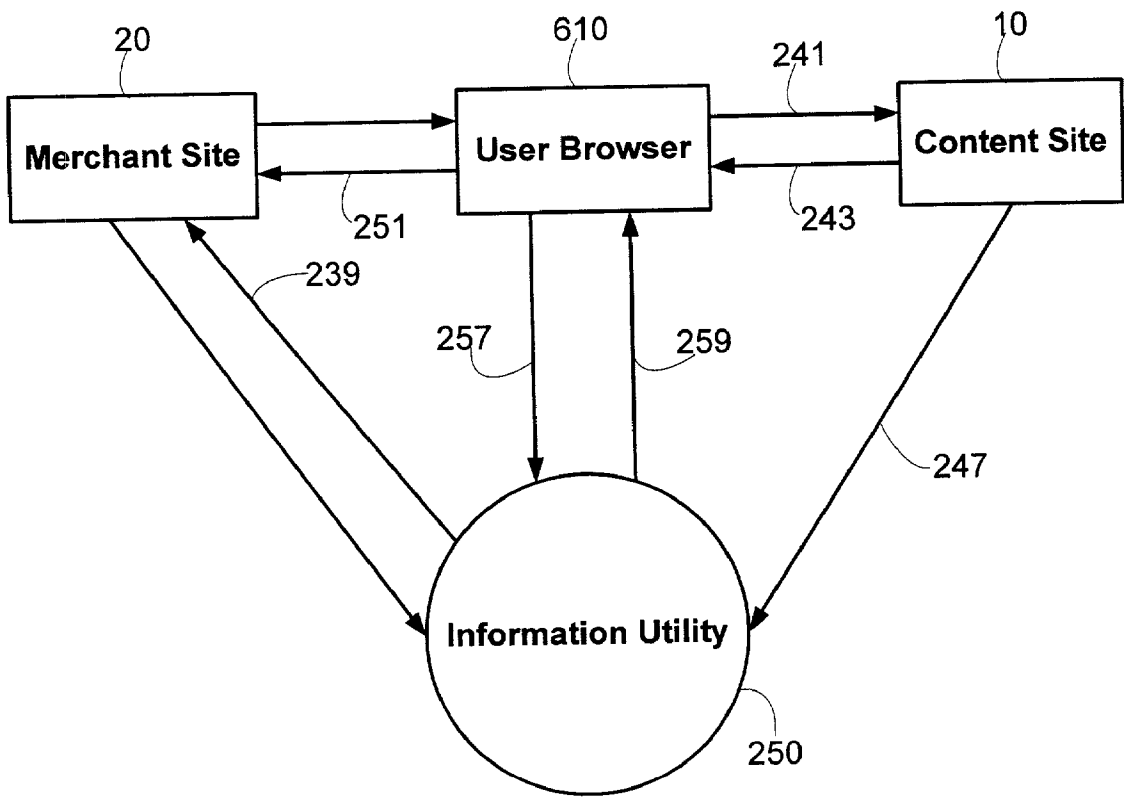 20
610
10
241
Merchant Site
User Browser
Content Site
251
243
239
257
259
247
Information Utility
250